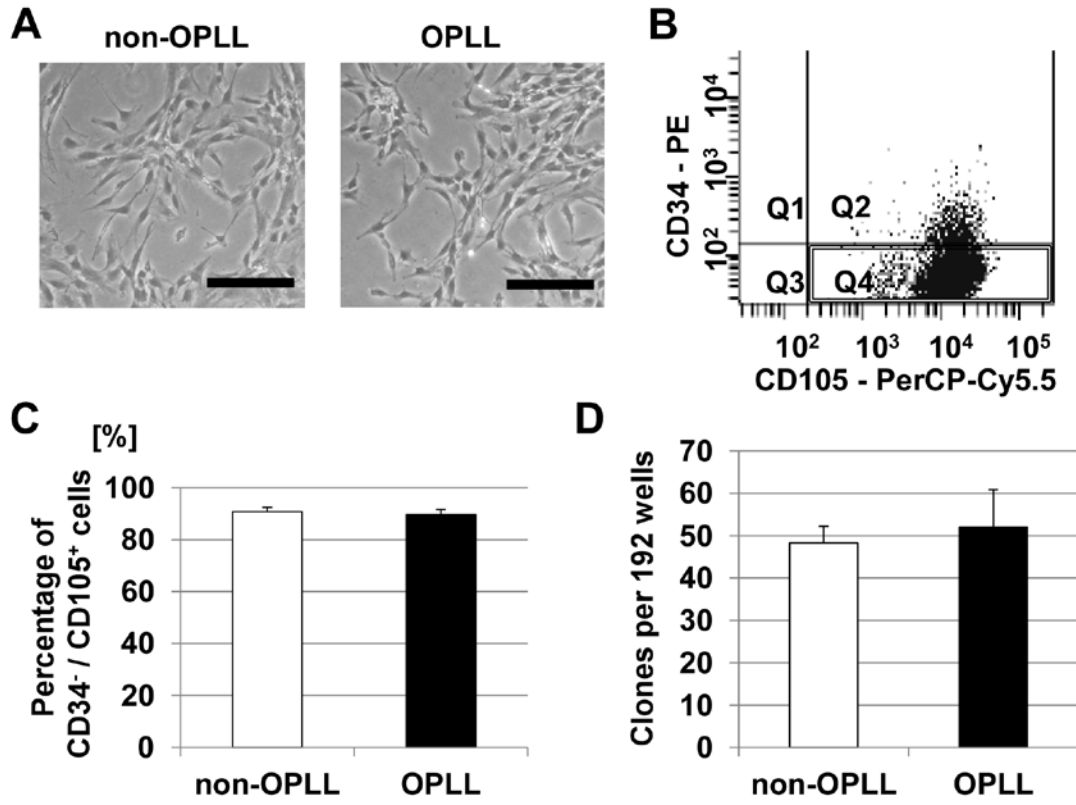 A
non-OPLL
OPLL
B
CD34 - PE
10⁴
10³
10²
Q1
Q2
Q3
Q4
10² 10³ 10⁴ 10⁵
CD105 - PerCP-Cy5.5
C
[%]
Percentage of
CD34⁻ / CD105⁺ cells
100
80
60
40
20
0
non-OPLL
OPLL
D
Clones per 192 wells
70
60
50
40
30
20
10
0
non-OPLL
OPLL